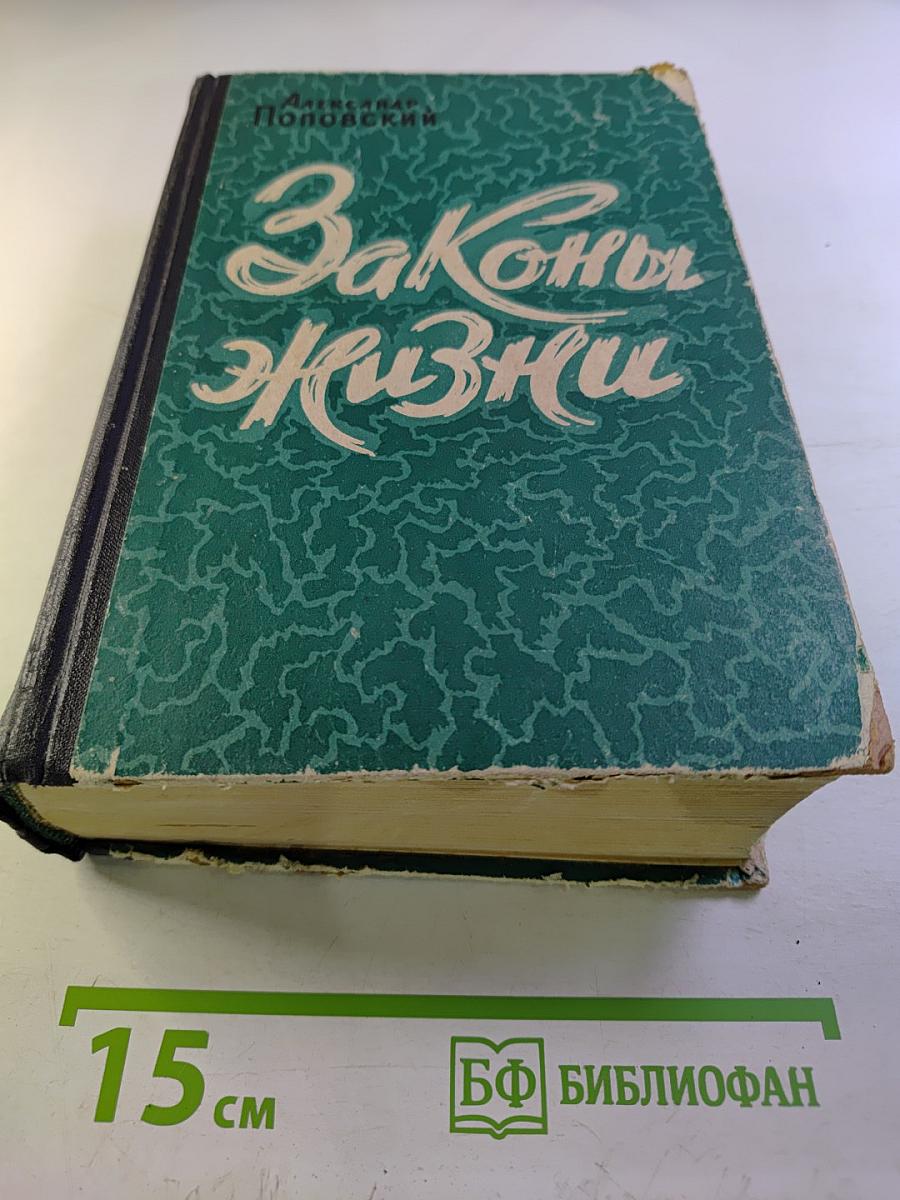 Александр
Поповский
Законы
жизни
15 см
БФ БИБЛИОФАН